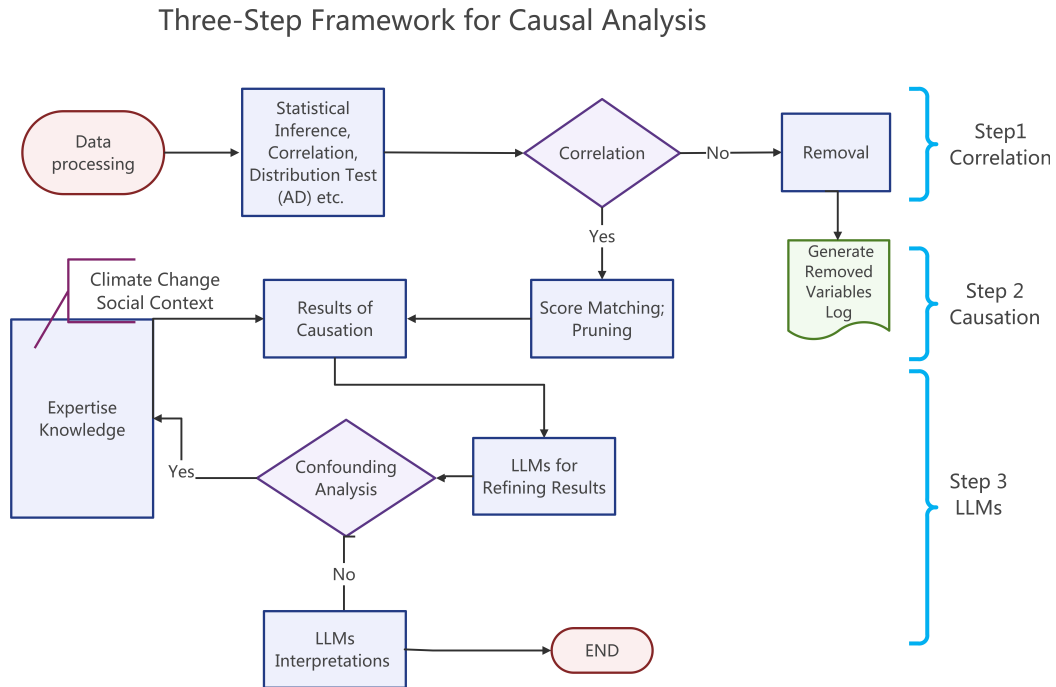 Three-Step Framework for Causal Analysis
Data
processing
Statistical
Inference,
Correlation,
Distribution Test
(AD) etc.
Correlation
No
Removal
Step1
Correlation
Yes
Generate
Removed
Variables
Log
Climate Change
Social Context
Results of
Causation
Score Matching;
Pruning
Step 2
Causation
Expertise
Knowledge
Yes
Confounding
Analysis
LLMs for
Refining Results
Step 3
LLMs
No
LLMs
Interpretations
END